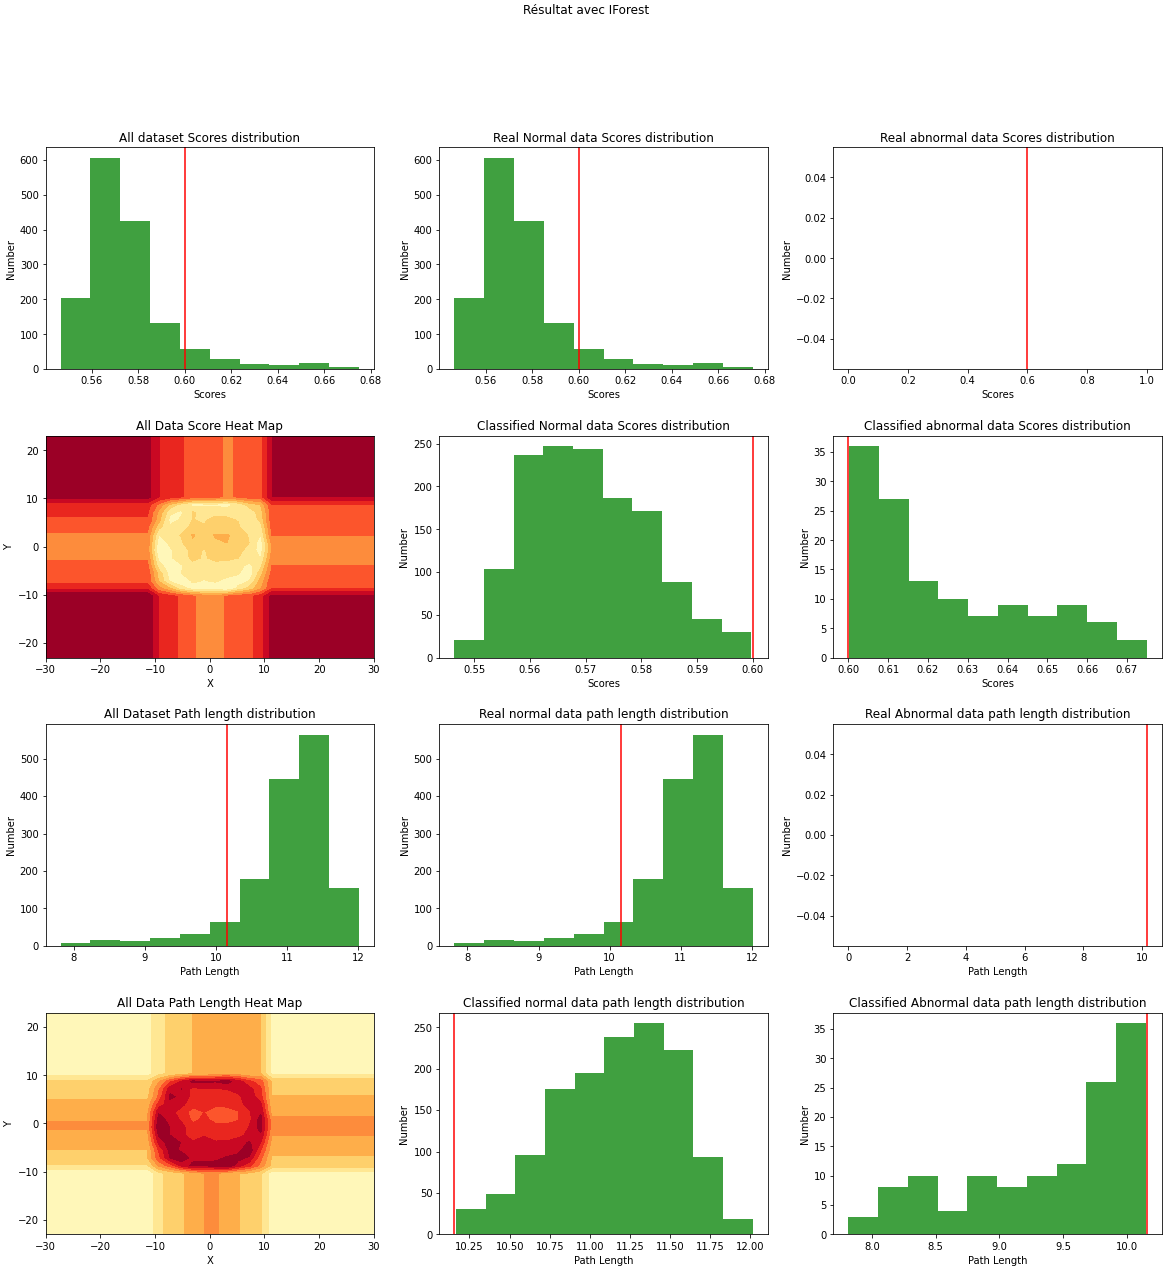 Résultat avec IForest
All dataset Scores distribution
Real Normal data Scores distribution
Real abnormal data Scores distribution
Number
600
500
400
300
200
100
0
0.56 0.58 0.60 0.62 0.64 0.66 0.68
Scores
Number
600
500
400
300
200
100
0
0.56 0.58 0.60 0.62 0.64 0.66 0.68
Scores
Number
0.04
0.02
0.00
−0.02
−0.04
0.0 0.2 0.4 0.6 0.8 1.0
Scores
All Data Score Heat Map
Classified Normal data Scores distribution
Classified abnormal data Scores distribution
Y
20
10
0
−10
−20
−30 −20 −10 0 10 20 30
X
Number
250
200
150
100
50
0
0.55 0.56 0.57 0.58 0.59 0.60
Scores
Number
35
30
25
20
15
10
5
0
0.60 0.61 0.62 0.63 0.64 0.65 0.66 0.67
Scores
All Dataset Path length distribution
Real normal data path length distribution
Real Abnormal data path length distribution
Number
500
400
300
200
100
0
8 9 10 11 12
Path Length
Number
500
400
300
200
100
0
8 9 10 11 12
Path Length
Number
0.04
0.02
0.00
−0.02
−0.04
0 2 4 6 8 10
Path Length
All Data Path Length Heat Map
Classified normal data path length distribution
Classified Abnormal data path length distribution
Y
20
10
0
−10
−20
−30 −20 −10 0 10 20 30
X
Number
250
200
150
100
50
0
10.25 10.50 10.75 11.00 11.25 11.50 11.75 12.00
Path Length
Number
35
30
25
20
15
10
5
0
8.0 8.5 9.0 9.5 10.0
Path Length